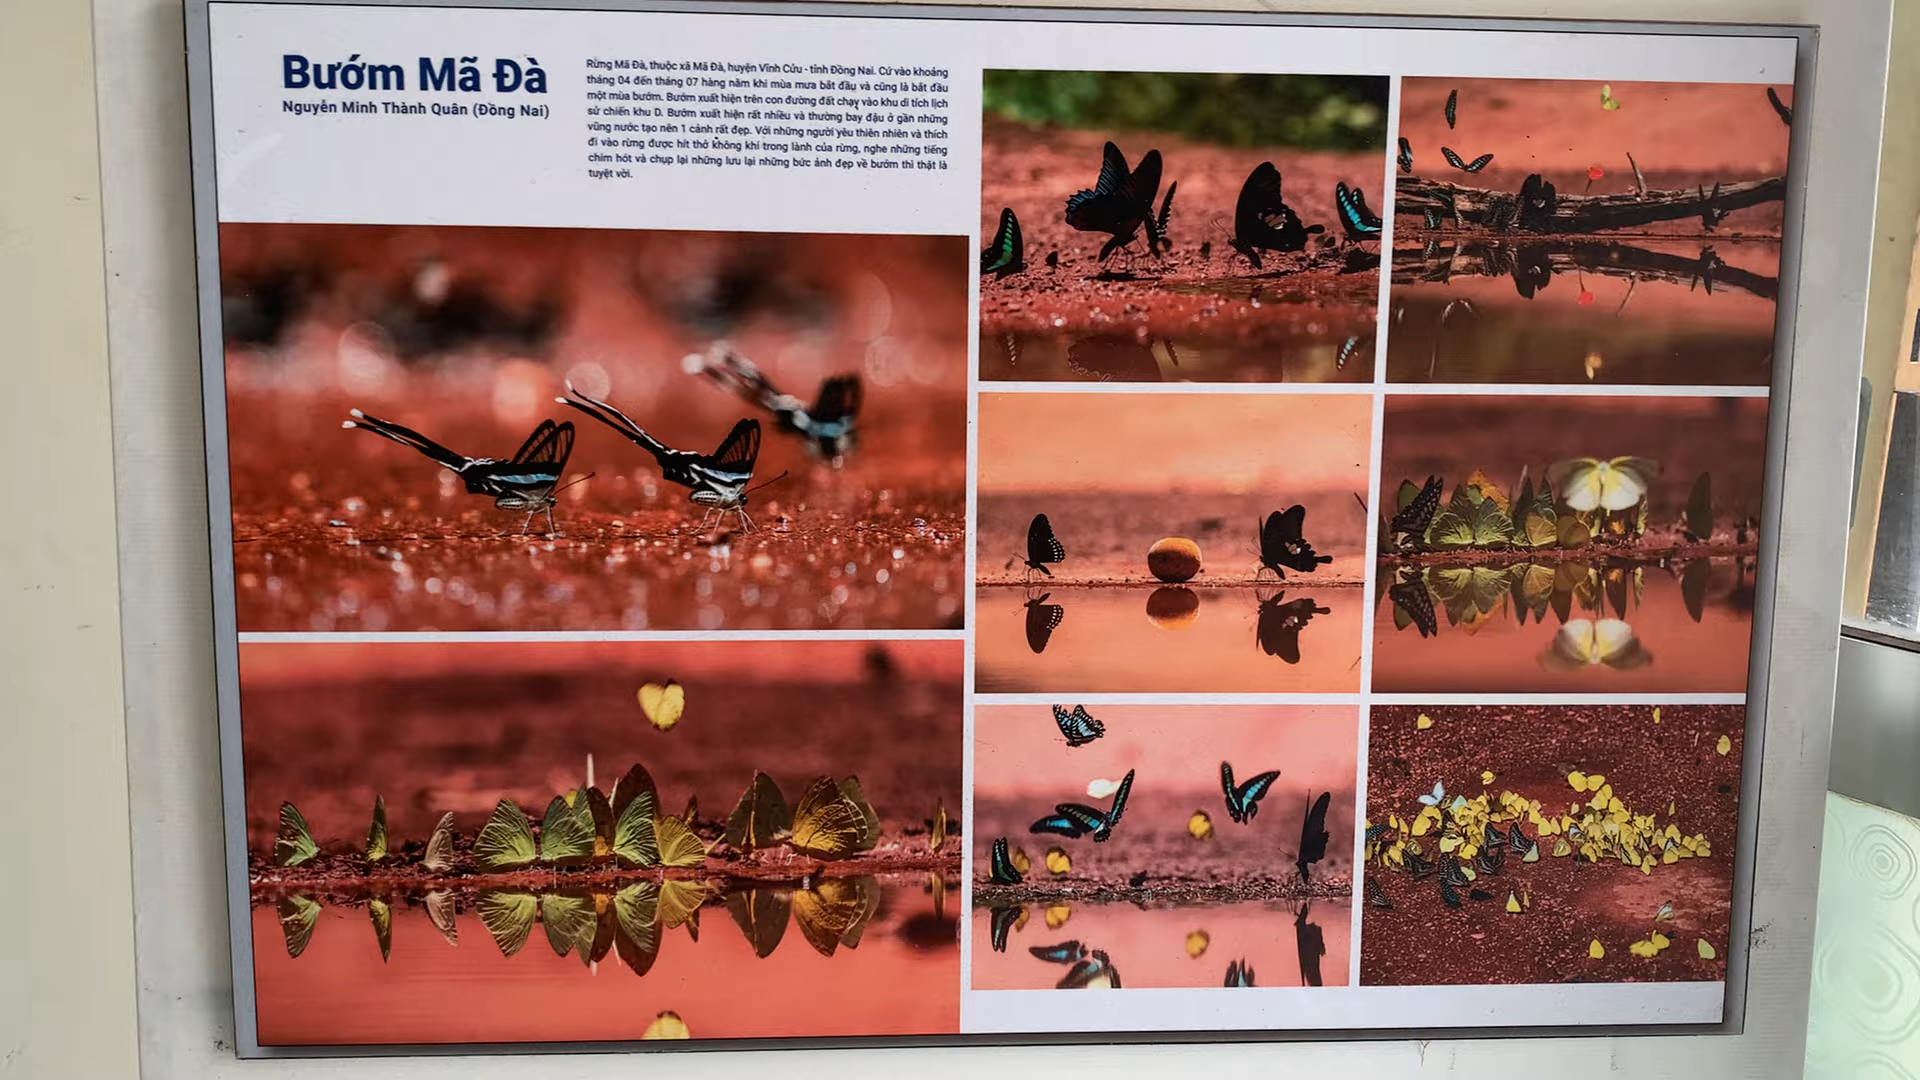 Bướm Mã Đà
Nguyễn Minh Thành Quân (Đồng Nai)
Rừng Mã Đà, thuộc xã Mã Đà, huyện Vĩnh Cửu - tỉnh Đồng Nai. Cứ vào khoảng
tháng 04 đến tháng 07 hàng năm khi mùa mưa bắt đầu và cũng là bắt đầu
một mùa bướm. Bướm xuất hiện trên con đường đất chạy vào khu di tích lịch
sử chiến khu D. Bướm xuất hiện rất nhiều và thường bay đậu ở gần những
vũng nước tạo nên 1 cảnh rất đẹp. Với những người yêu thiên nhiên và thích
đi vào rừng được hít thở không khí trong lành của rừng, nghe những tiếng
chim hót và chụp lại những lưu lại những bức ảnh đẹp về bướm thì thật là
tuyệt vời.